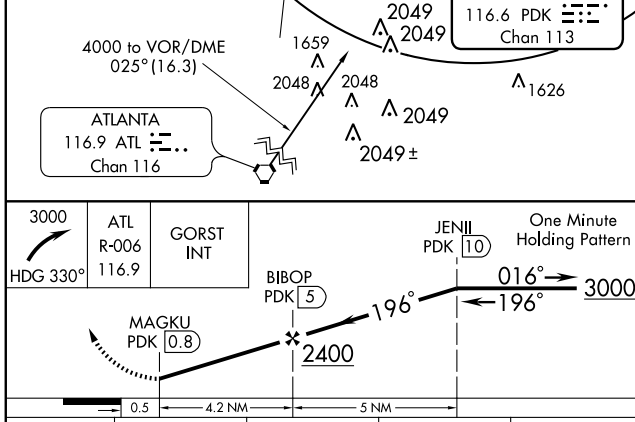 2049
2049
116.6 PDK
Chan 113
4000 to VOR/DME
025° (16.3)
1659
2048
2048
2049
2049±
1626
ATLANTA
116.9 ATL
Chan 116
3000
HDG 330°
ATL
R-006
116.9
GORST
INT
JENII
PDK 10
One Minute
Holding Pattern
016°
196°
3000
BIBOP
PDK 5
196°
2400
MAGKU
PDK 0.8
0.5
4.2 NM
5 NM